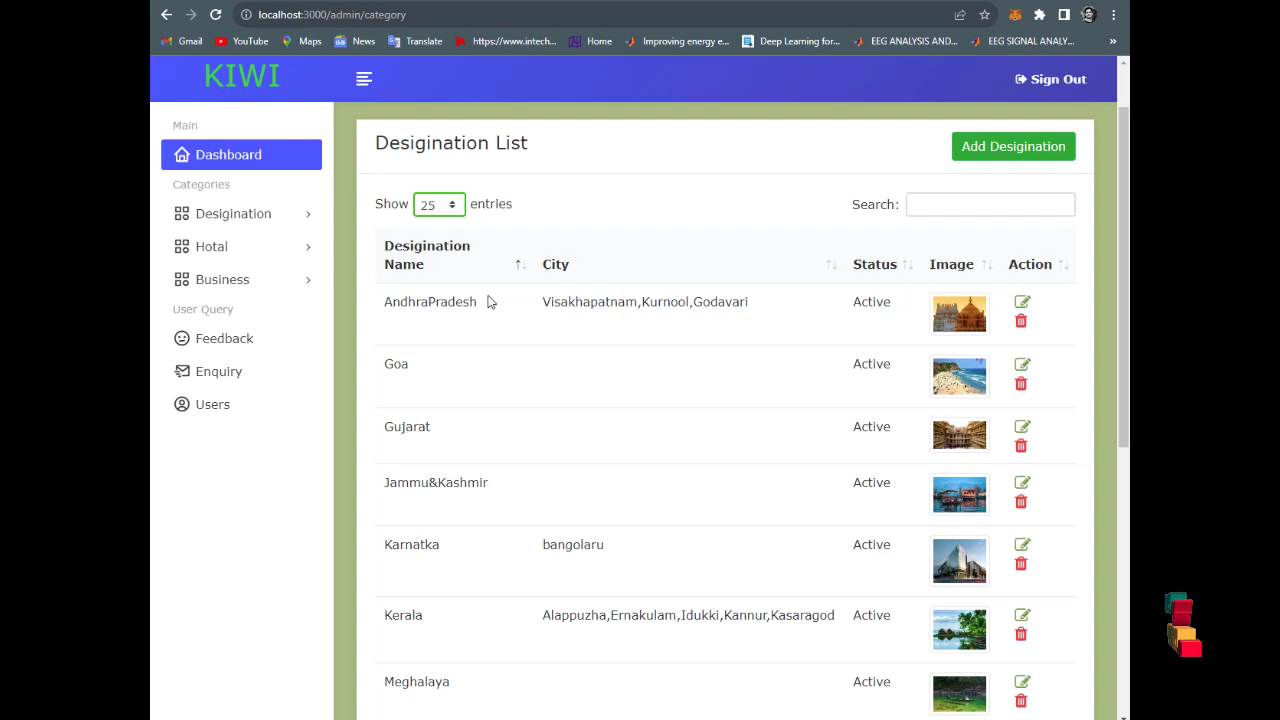 localhost:3000/admin/category
Gmail YouTube Maps News Translate https://www.intech... Home Improving energy e... Deep Learning for... EEG ANALYSIS AND... EEG SIGNAL ANALY... »
KIWI
Sign Out
Main
Dashboard
Categories
Desigination
Hotal
Business
User Query
Feedback
Enquiry
Users
Desigination List
Add Desigination
Show 25 entries
Search:
Desigination
Name City Status Image Action
AndhraPradesh Visakhapatnam,Kurnool,Godavari Active
Goa Active
Gujarat Active
Jammu&Kashmir Active
Karnatka bangolaru Active
Kerala Alappuzha,Ernakulam,Idukki,Kannur,Kasaragod Active
Meghalaya Active